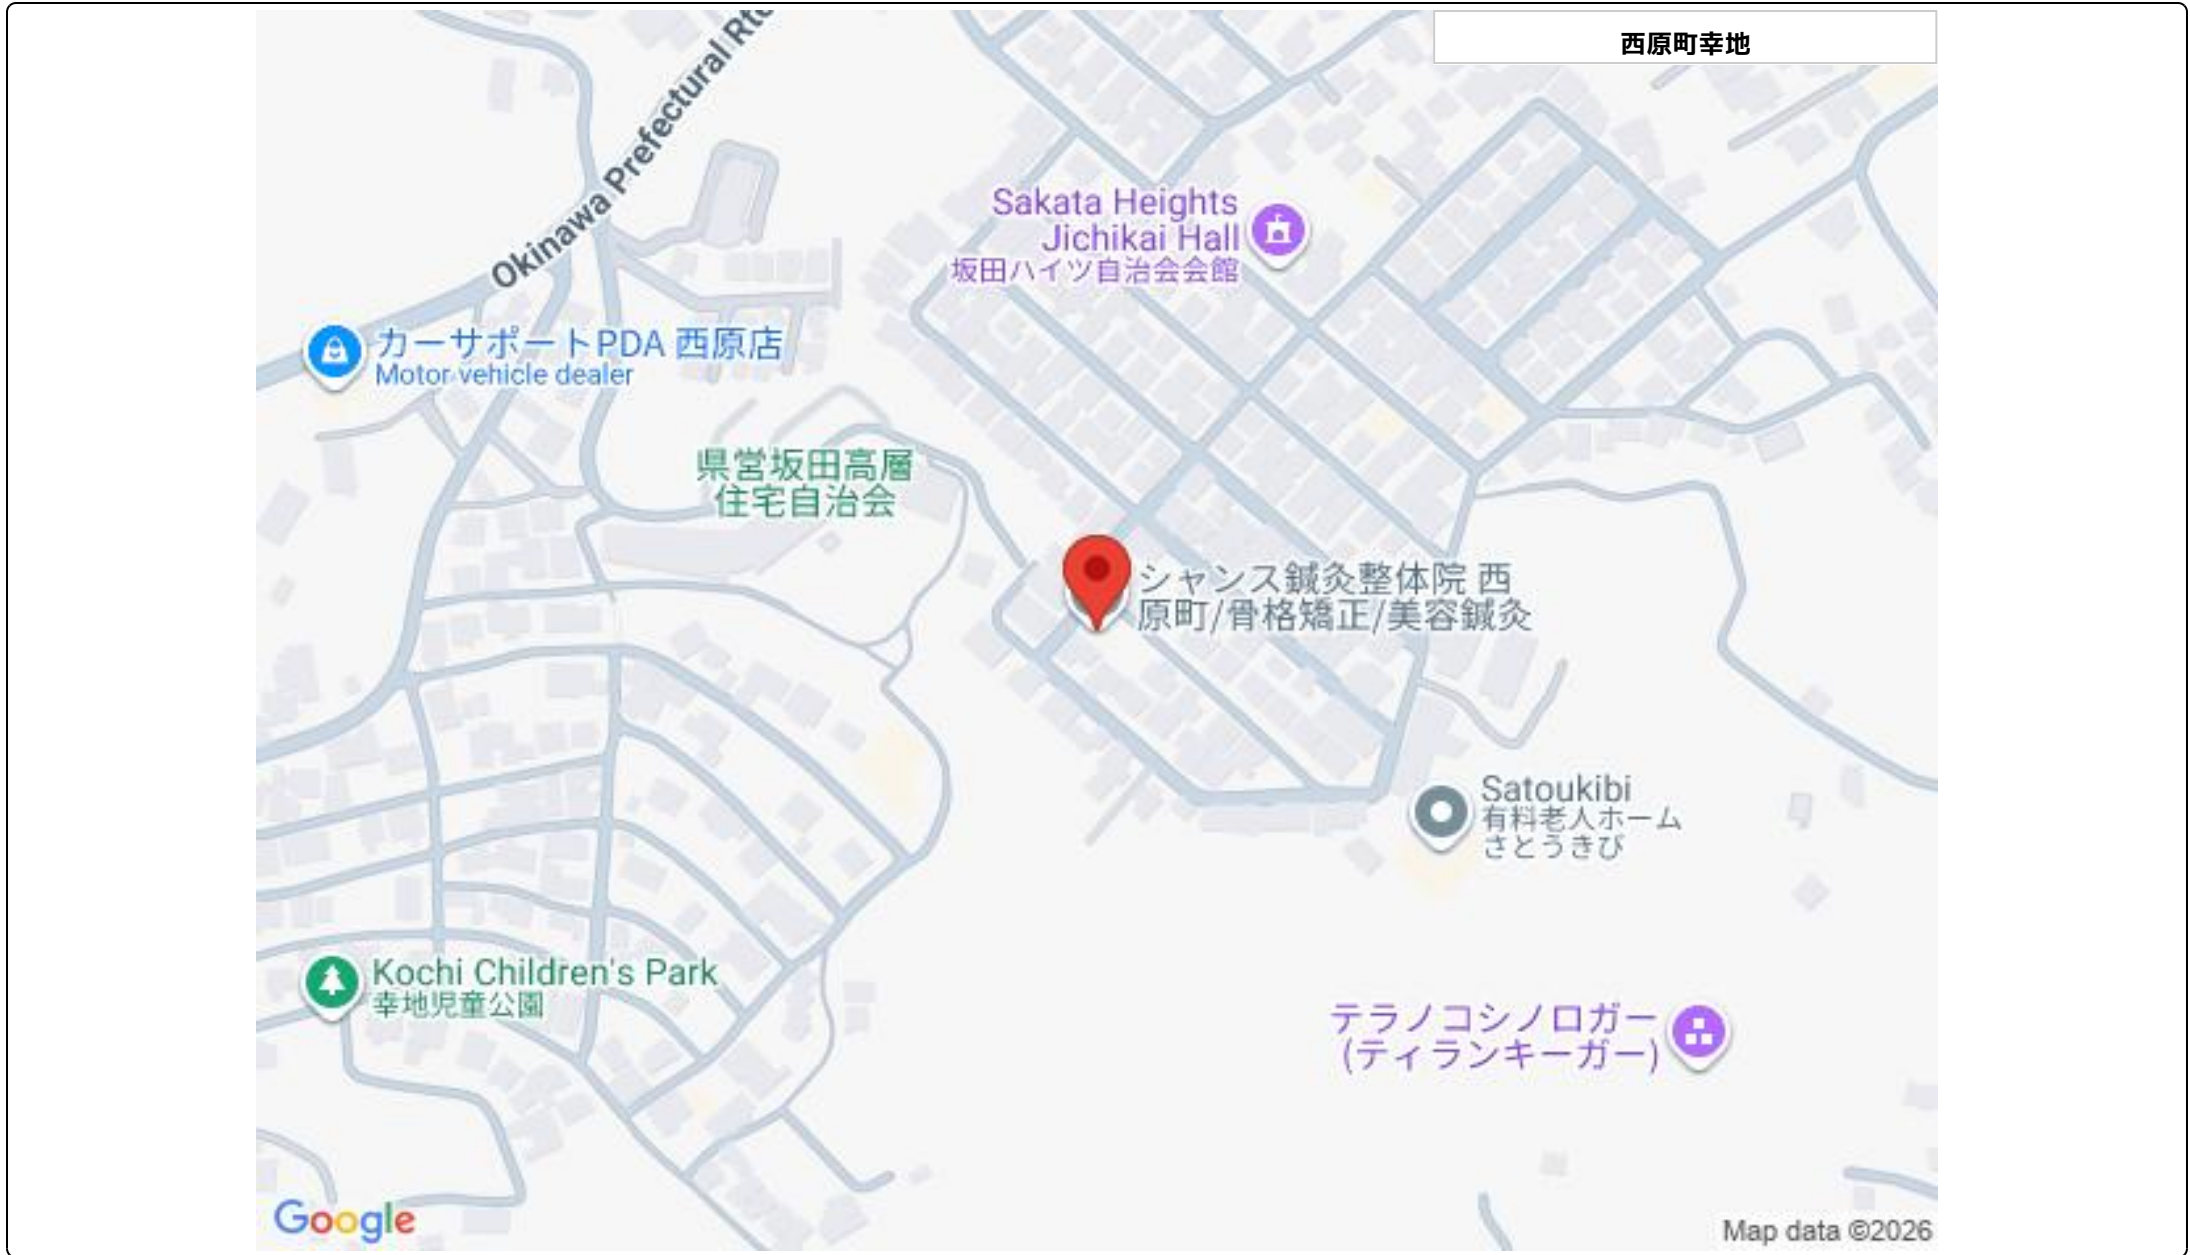 西原町幸地
Okinawa Prefectural Rte
Sakata Heights
Jichikai Hall
坂田ハイツ自治会会館
カーサポートPDA 西原店
Motor vehicle dealer
県営坂田高層
住宅自治会
シャンス鍼灸整体院 西
原町/骨格矯正/美容鍼灸
Satoukibi
有料老人ホーム
さとうきび
Kochi Children's Park
幸地児童公園
テラノコシノロガー
(ティランキーガー)
Google
Map data ©2026